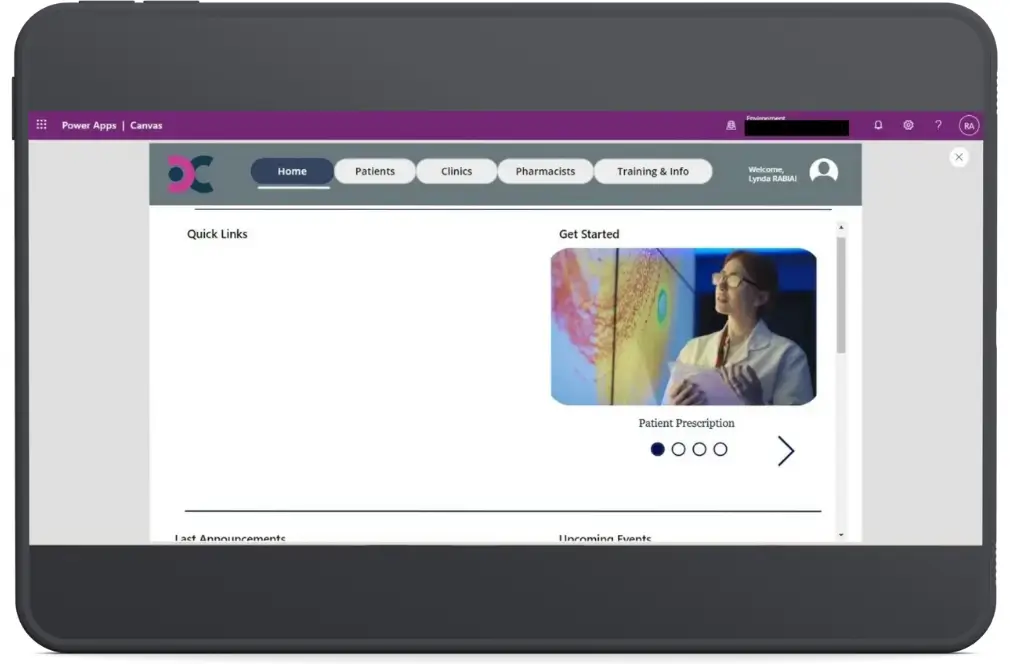 Power Apps | Canvas
Environment
?
RA
Home
Patients
Clinics
Pharmacists
Training & Info
Welcome,
Lynda RABIAI
Quick Links
Get Started
Patient Prescription
Last Announcements
Upcoming Events